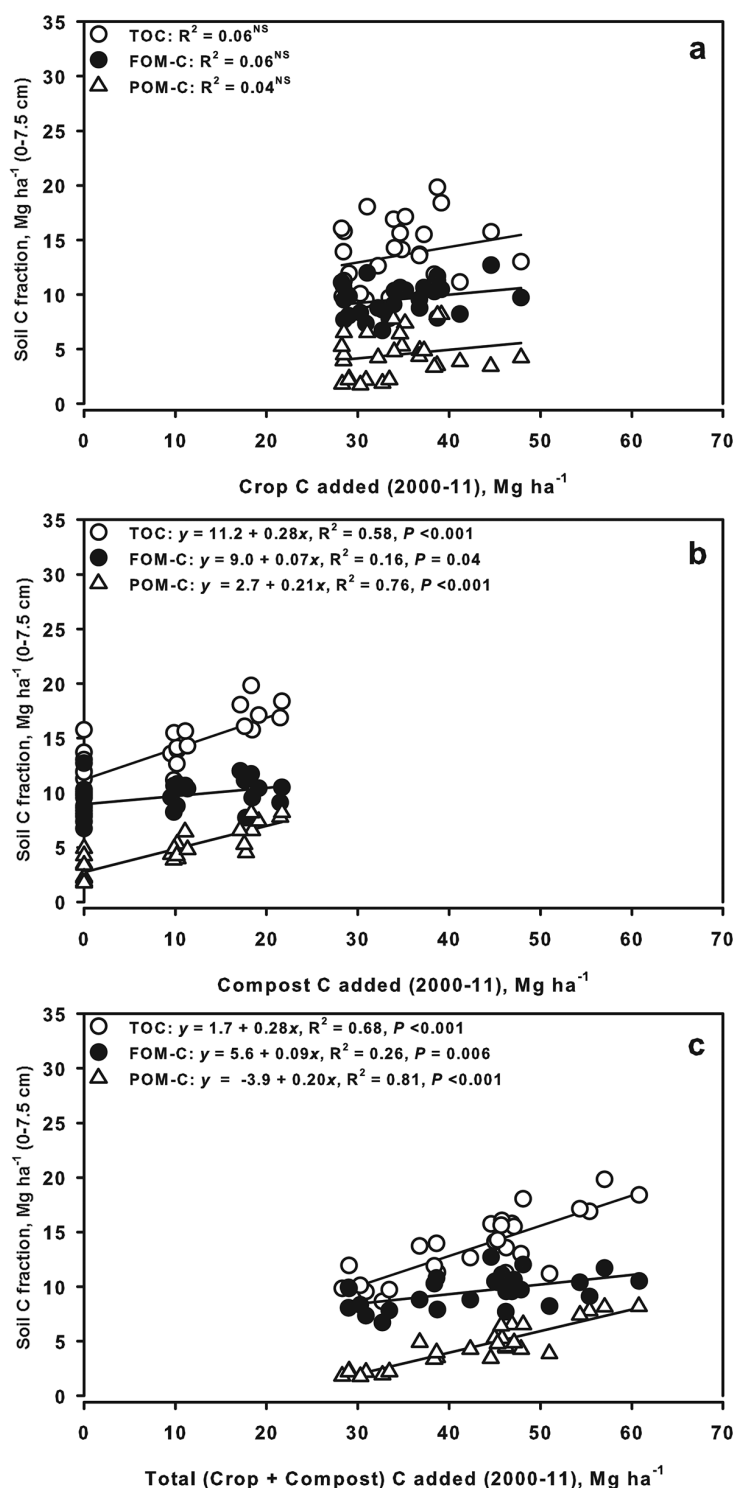 35
30
25
20
15
10
5
0
Soil C fraction, Mg ha⁻¹ (0-7.5 cm)
TOC: R² = 0.06ᴺˢ
FOM-C: R² = 0.06ᴺˢ
POM-C: R² = 0.04ᴺˢ
a
0 10 20 30 40 50 60 70
Crop C added (2000-11), Mg ha⁻¹
35
30
25
20
15
10
5
0
Soil C fraction, Mg ha⁻¹ (0-7.5 cm)
TOC: y = 11.2 + 0.28x, R² = 0.58, P <0.001
FOM-C: y = 9.0 + 0.07x, R² = 0.16, P = 0.04
POM-C: y = 2.7 + 0.21x, R² = 0.76, P <0.001
b
0 10 20 30 40 50 60 70
Compost C added (2000-11), Mg ha⁻¹
35
30
25
20
15
10
5
0
Soil C fraction, Mg ha⁻¹ (0-7.5 cm)
TOC: y = 1.7 + 0.28x, R² = 0.68, P <0.001
FOM-C: y = 5.6 + 0.09x, R² = 0.26, P = 0.006
POM-C: y = -3.9 + 0.20x, R² = 0.81, P <0.001
c
0 10 20 30 40 50 60 70
Total (Crop + Compost) C added (2000-11), Mg ha⁻¹